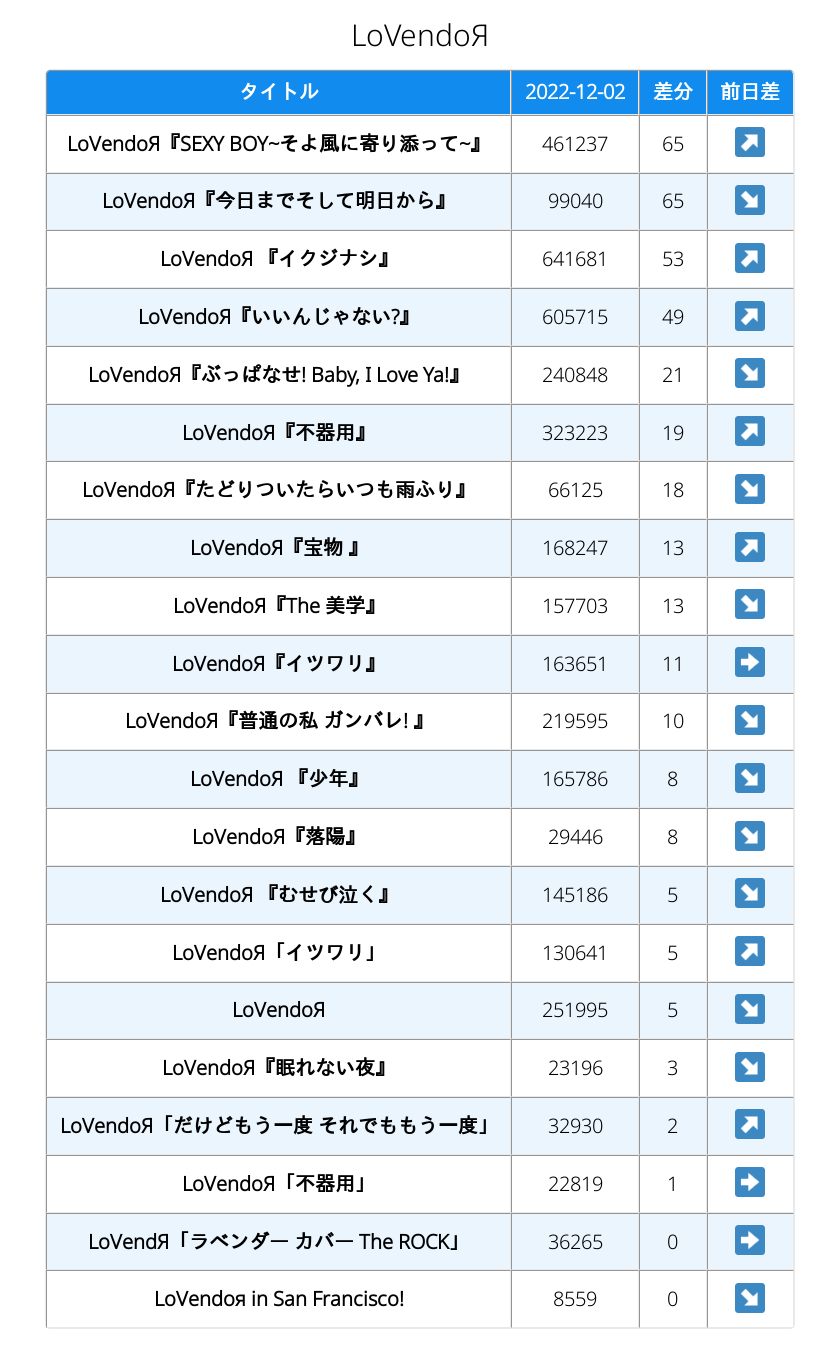 LoVendoЯ
タイトル 2022-12-02 差分 前日差
LoVendoЯ『SEXY BOY~そよ風に寄り添って~』 461237 65 ↗
LoVendoЯ『今日までそして明日から』 99040 65 ↘
LoVendoЯ 『イクジナシ』 641681 53 ↗
LoVendoЯ『いいんじゃない?』 605715 49 ↗
LoVendoЯ『ぶっぱなせ! Baby, I Love Ya!』 240848 21 ↘
LoVendoЯ『不器用』 323223 19 ↗
LoVendoЯ『たどりついたらいつも雨ふり』 66125 18 ↘
LoVendoЯ『宝物 』 168247 13 ↗
LoVendoЯ『The 美学』 157703 13 ↘
LoVendoЯ『イツワリ』 163651 11 ➡
LoVendoЯ『普通の私 ガンバレ! 』 219595 10 ↘
LoVendoЯ 『少年』 165786 8 ↘
LoVendoЯ『落陽』 29446 8 ↘
LoVendoЯ 『むせび泣く』 145186 5 ↘
LoVendoЯ「イツワリ」 130641 5 ↗
LoVendoЯ 251995 5 ↘
LoVendoЯ『眠れない夜』 23196 3 ↘
LoVendoЯ「だけどもう一度 それでももう一度」 32930 2 ↗
LoVendoЯ「不器用」 22819 1 ➡
LoVendЯ「ラベンダー カバー The ROCK」 36265 0 ➡
LoVendoя in San Francisco! 8559 0 ↘